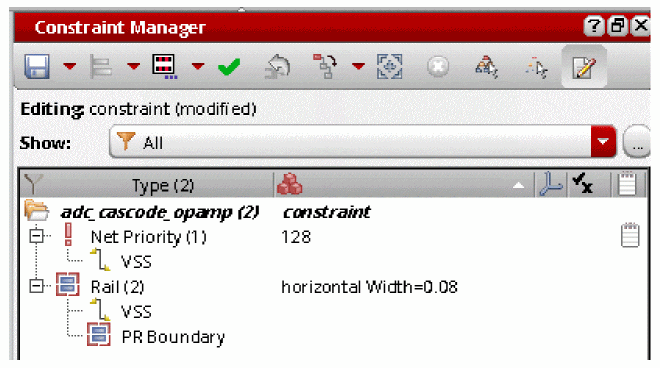 Constraint Manager
Editing: constraint (modified)
Show: All ...
Type (2)
adc_cascode_opamp (2) constraint
Net Priority (1) 128
VSS
Rail (2) horizontal Width=0.08
VSS
PR Boundary